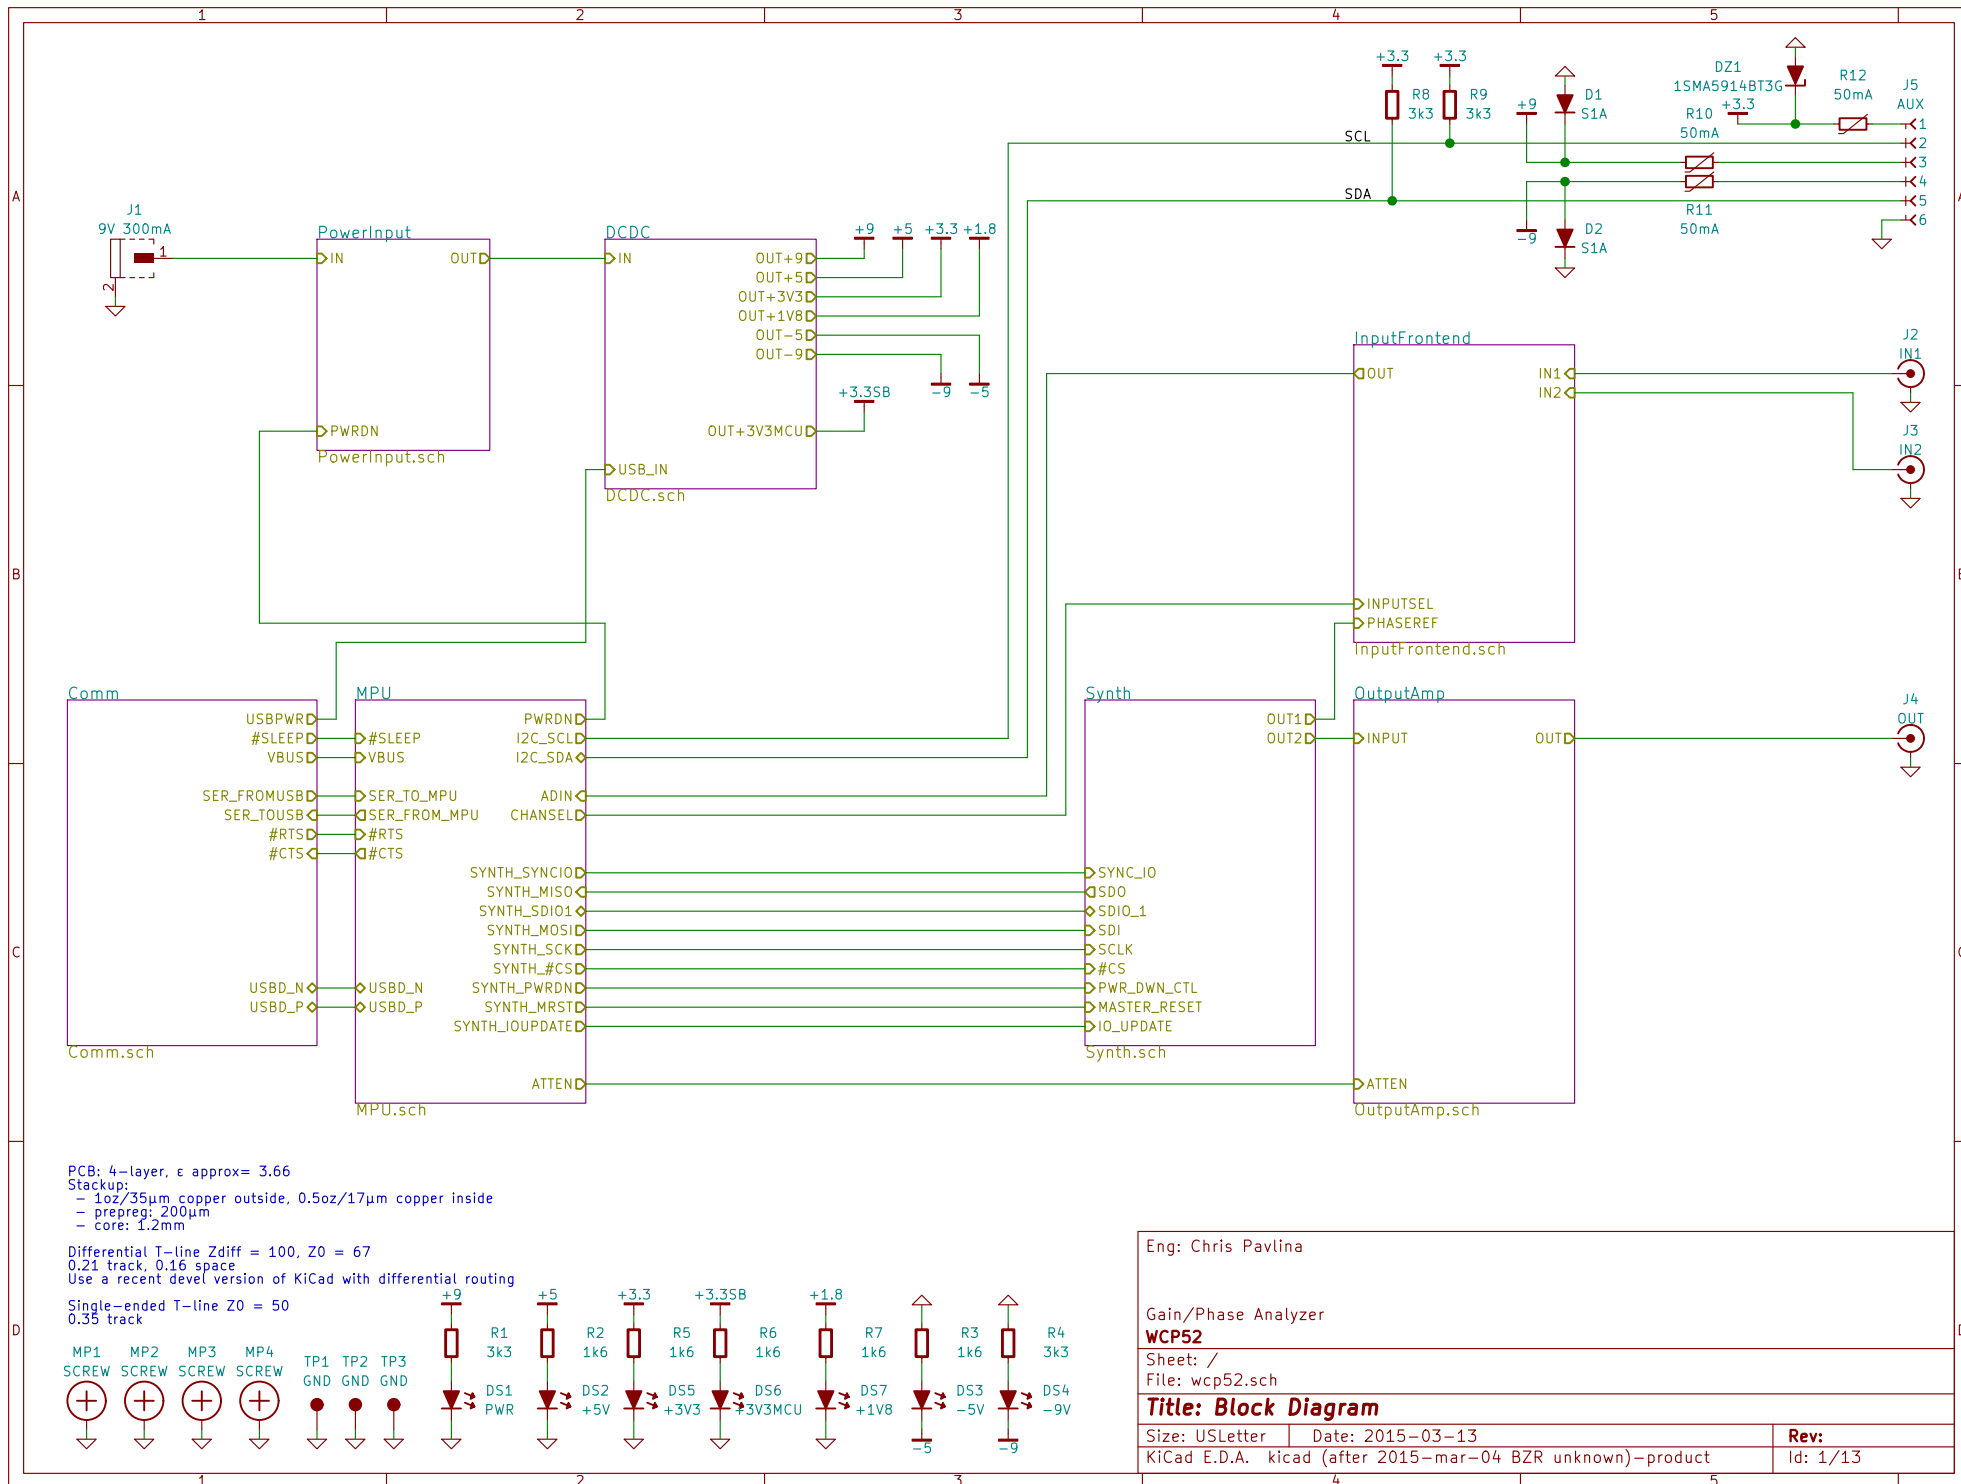 1 2 3 4 5
A
B
C
D
J1
9V 300mA
1
2
PowerInput
IN
OUT
PWRDN
PowerInput.sch
DCDC
IN
OUT+9
OUT+5
OUT+3V3
OUT+1V8
OUT-5
OUT-9
OUT+3V3MCU
USB_IN
DCDC.sch
+9 +5 +3.3 +1.8
-9 -5
+3.3SB
+3.3 +3.3
R8
3k3
R9
3k3
SCL
SDA
+9
D1
S1A
-9
D2
S1A
DZ1
1SMA5914BT3G
+3.3
R10
50mA
R11
50mA
R12
50mA
J5
AUX
1
2
3
4
5
6
InputFrontend
OUT
IN1
IN2
INPUTSEL
PHASEREF
InputFrontend.sch
J2
IN1
J3
IN2
Comm
USBPWR
#SLEEP
VBUS
SER_FROMUSB
SER_TOUSB
#RTS
#CTS
USBD_N
USBD_P
Comm.sch
MPU
#SLEEP
VBUS
SER_TO_MPU
SER_FROM_MPU
#RTS
#CTS
USBD_N
USBD_P
PWRDN
I2C_SCL
I2C_SDA
ADIN
CHANSEL
SYNTH_SYNCIO
SYNTH_MISO
SYNTH_SDIO1
SYNTH_MOSI
SYNTH_SCK
SYNTH_#CS
SYNTH_PWRDN
SYNTH_MRST
SYNTH_IOUPDATE
ATTEN
MPU.sch
Synth
OUT1
OUT2
SYNC_IO
SDO
SDIO_1
SDI
SCLK
#CS
PWR_DWN_CTL
MASTER_RESET
IO_UPDATE
Synth.sch
OutputAmp
INPUT
OUT
ATTEN
OutputAmp.sch
J4
OUT
PCB: 4-layer, ε approx= 3.66
Stackup:
- 1oz/35μm copper outside, 0.5oz/17μm copper inside
- prepreg: 200μm
- core: 1.2mm
Differential T-line Zdiff = 100, Z0 = 67
0.21 track, 0.16 space
Use a recent devel version of KiCad with differential routing
Single-ended T-line Z0 = 50
0.35 track
MP1
SCREW
MP2
SCREW
MP3
SCREW
MP4
SCREW
TP1
GND
TP2
GND
TP3
GND
+9
R1
3k3
DS1
PWR
+5
R2
1k6
DS2
+5V
+3.3
R5
1k6
DS5
+3V3
+3.3SB
R6
1k6
DS6
+3V3MCU
+1.8
R7
1k6
DS7
+1V8
R3
1k6
DS3
-5V
-5
R4
3k3
DS4
-9V
-9
Eng: Chris Pavlina
Gain/Phase Analyzer
WCP52
Sheet: /
File: wcp52.sch
Title: Block Diagram
Size: USLetter Date: 2015-03-13 Rev:
KiCad E.D.A. kicad (after 2015-mar-04 BZR unknown)-product Id: 1/13
1 2 3 4 5